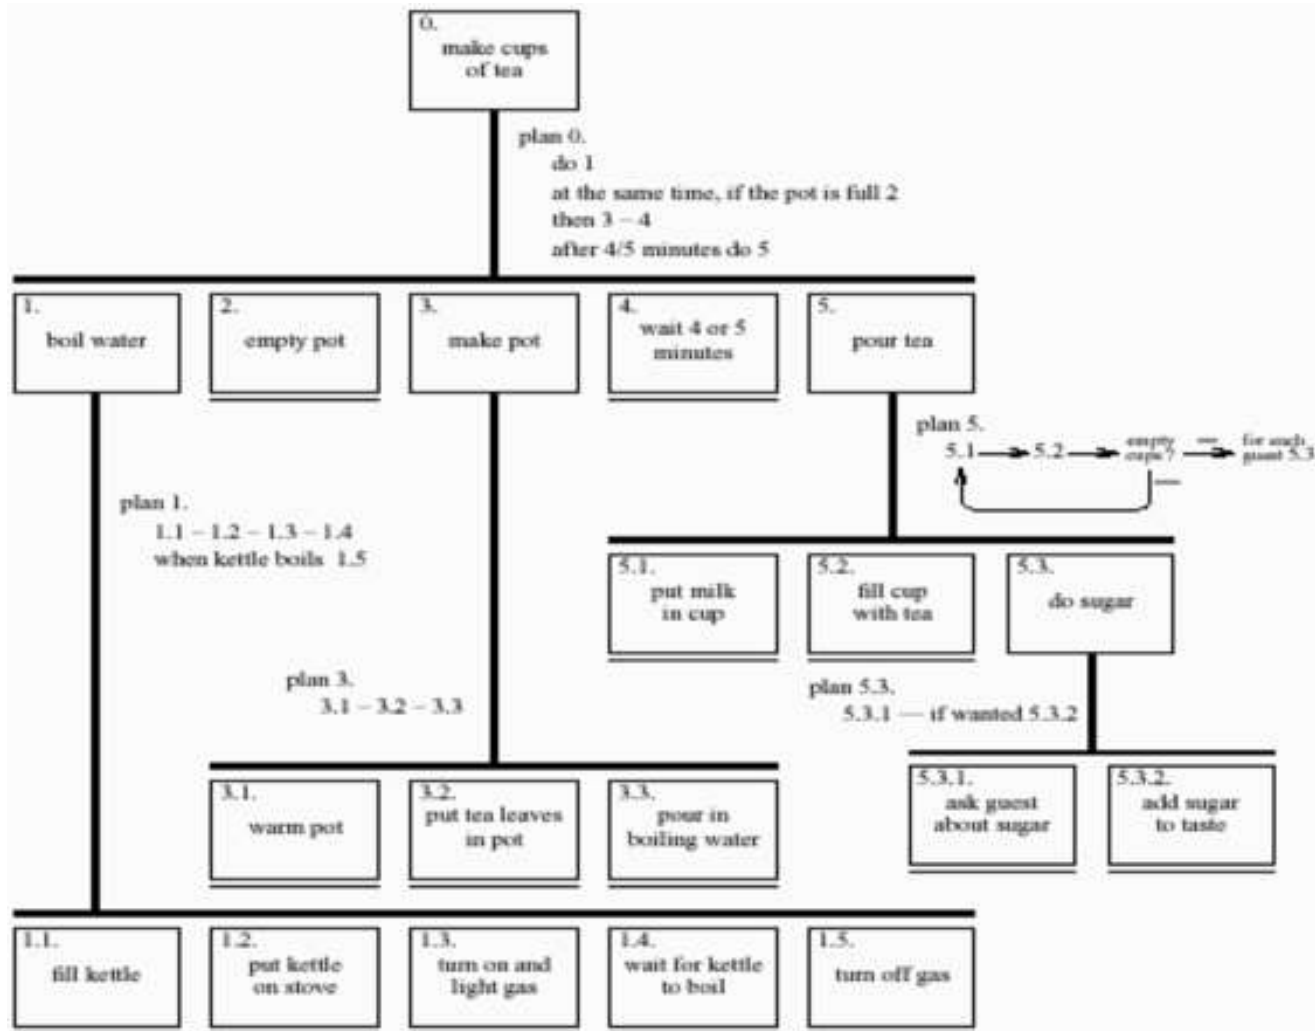 0.
make cups
of tea
plan 0.
do 1
at the same time, if the pot is full 2
then 3 – 4
after 4/5 minutes do 5
1.
boil water
2.
empty pot
3.
make pot
4.
wait 4 or 5
minutes
5.
pour tea
plan 5.
5.1
5.2
empty
cups?
for each
guest 5.3
plan 1.
1.1 – 1.2 – 1.3 – 1.4
when kettle boils 1.5
5.1.
put milk
in cup
5.2.
fill cup
with tea
5.3.
do sugar
plan 3.
3.1 – 3.2 – 3.3
plan 5.3.
5.3.1 — if wanted 5.3.2
3.1.
warm pot
3.2.
put tea leaves
in pot
3.3.
pour in
boiling water
5.3.1.
ask guest
about sugar
5.3.2.
add sugar
to taste
1.1.
fill kettle
1.2.
put kettle
on stove
1.3.
turn on and
light gas
1.4.
wait for kettle
to boil
1.5.
turn off gas